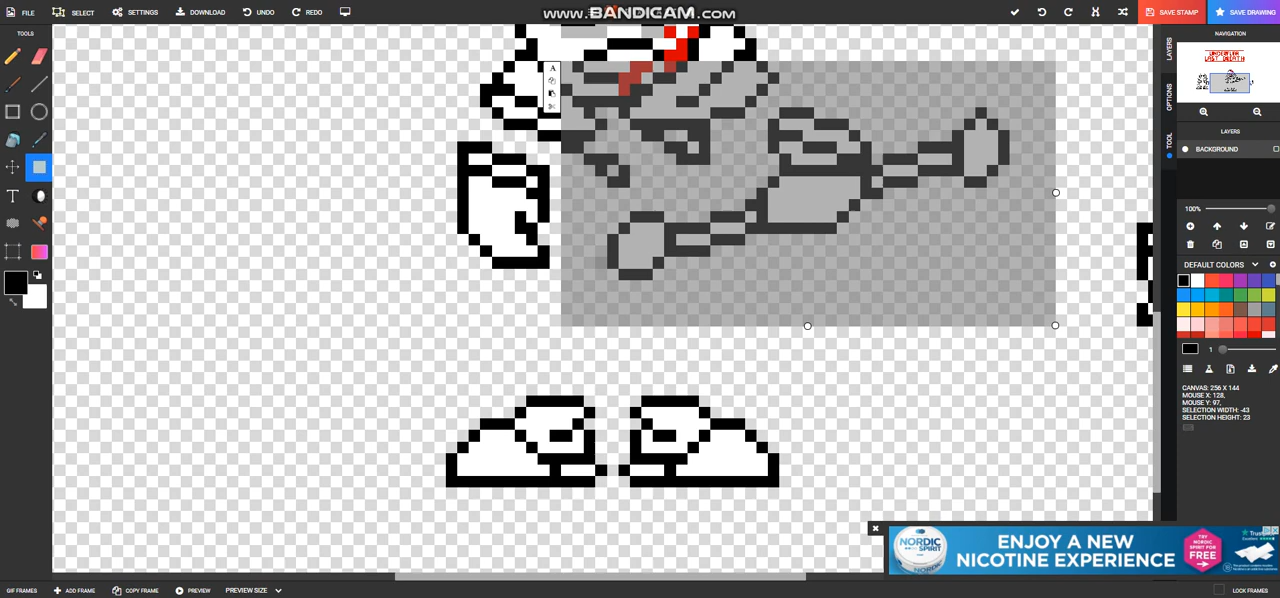 FILE SELECT SETTINGS DOWNLOAD UNDO REDO www.BANDICAM.com SAVE STAMP SAVE DRAWING
TOOLS
A
T
LAYERS
OPTIONS
TOOL
NAVIGATION
LAST BREATH
LAYERS
BACKGROUND
100%
DEFAULT COLORS
1
CANVAS: 256 X 144
MOUSE X: 128,
MOUSE Y: 97,
SELECTION WIDTH: -43
SELECTION HEIGHT: 23
NORDIC SPIRIT
ENJOY A NEW
NICOTINE EXPERIENCE
TRY NORDIC SPIRIT FOR FREE
GIF FRAMES ADD FRAME COPY FRAME PREVIEW PREVIEW SIZE LOCK FRAMES